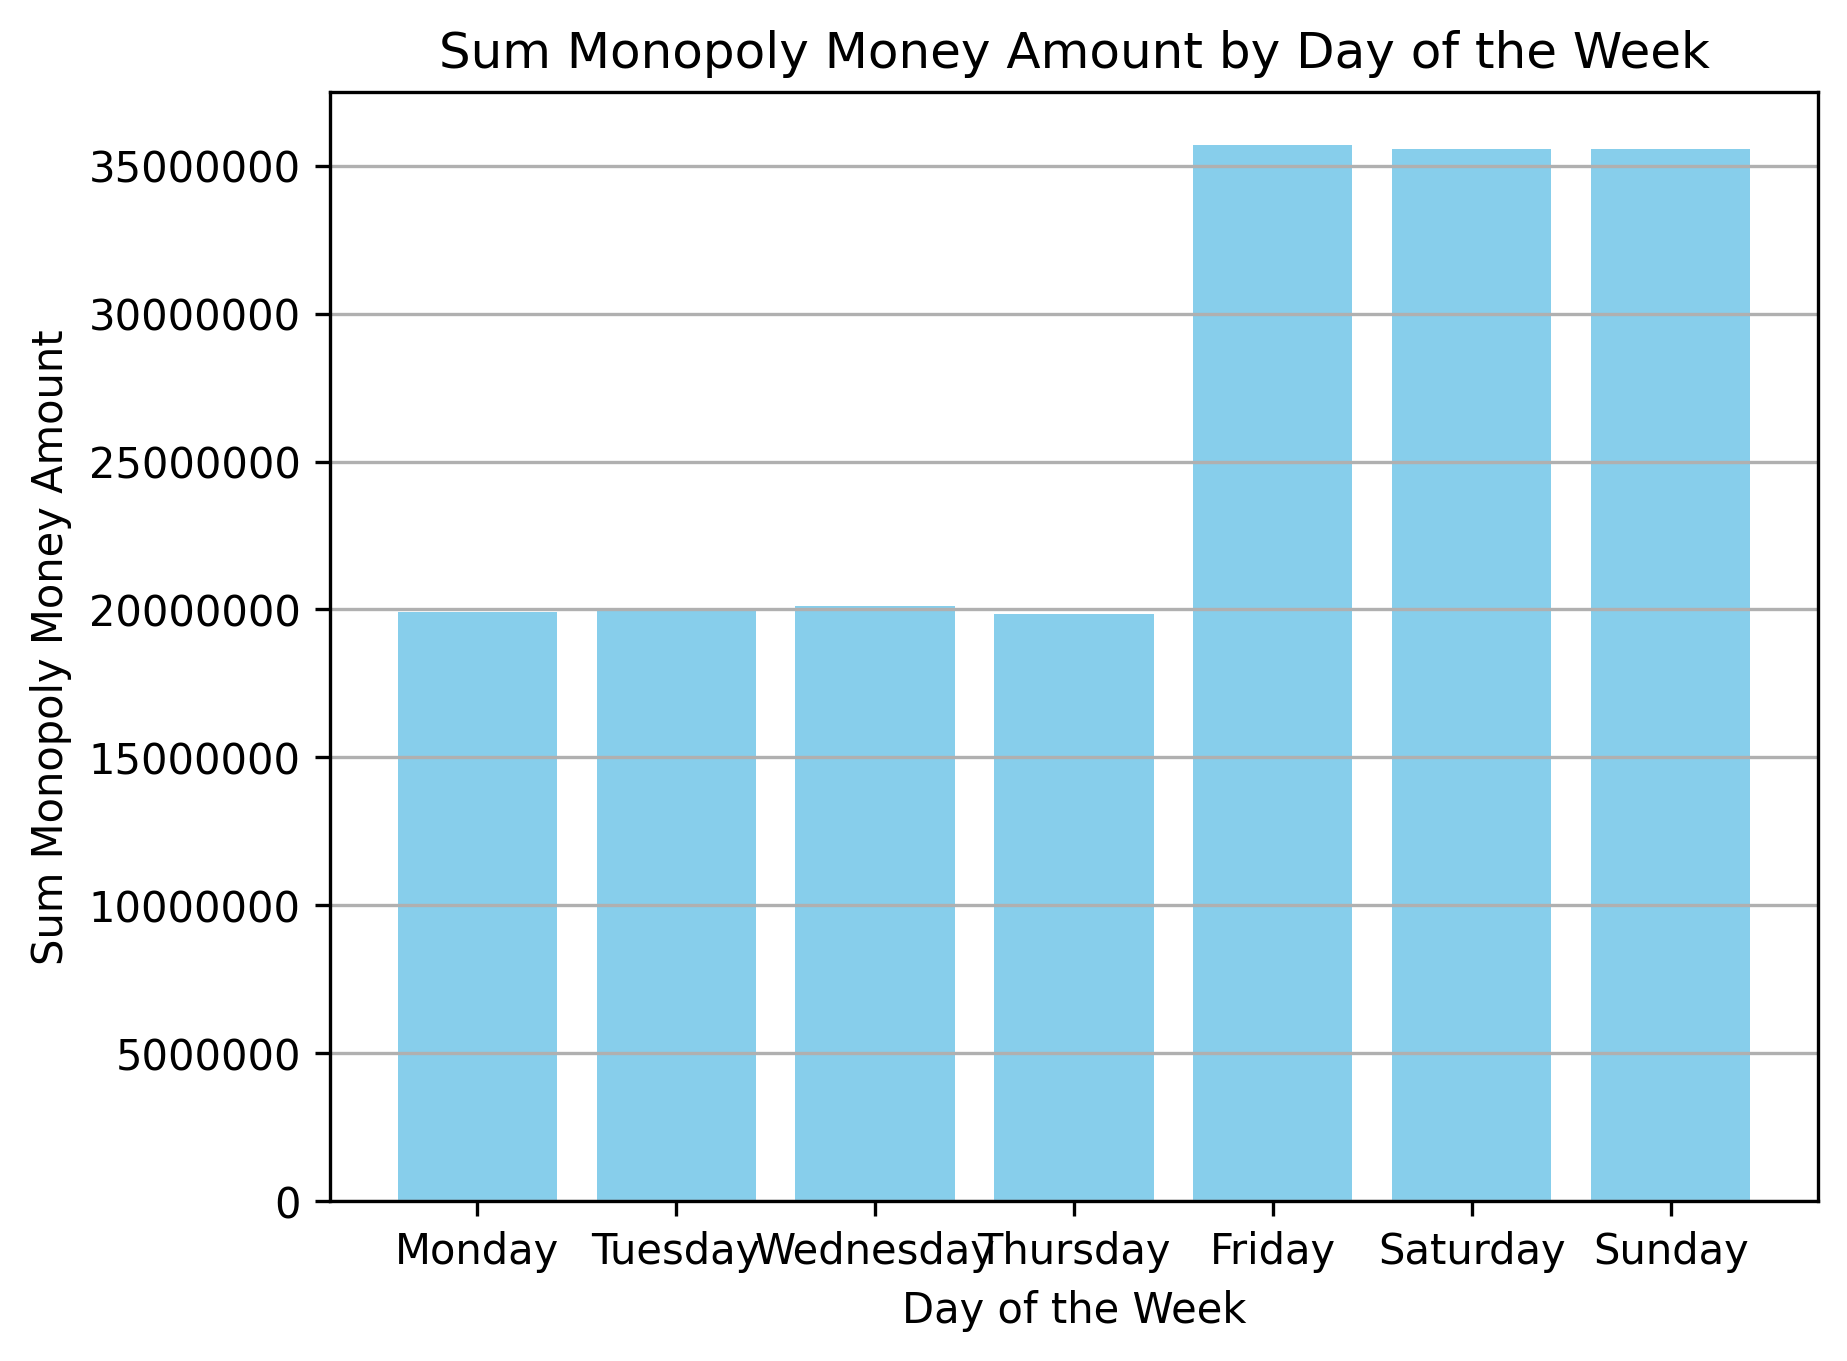 Sum Monopoly Money Amount by Day of the Week
Sum Monopoly Money Amount
35000000
30000000
25000000
20000000
15000000
10000000
5000000
0
Monday Tuesday Wednesday Thursday Friday Saturday Sunday
Day of the Week